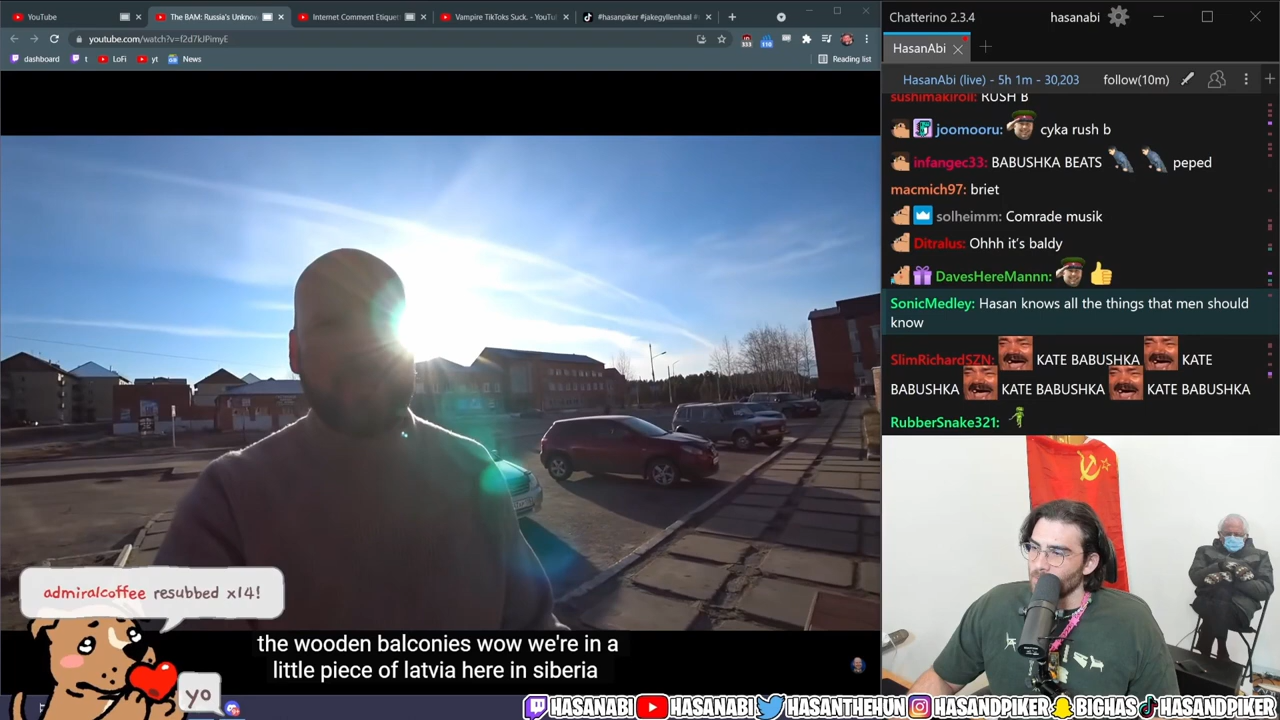 YouTube
The BAM: Russia's Unknow
Internet Comment Etiquet
Vampire TikToks Suck. - YouTu
#hasanpiker #jakegyllenhaal #
youtube.com/watch?v=f2d7kJPimyE
dashboard
t
LoFi
yt
News
Reading list
the wooden balconies wow we're in a
little piece of latvia here in siberia
admiralcoffee resubbed x14!
yo
Chatterino 2.3.4
hasanabi
HasanAbi
HasanAbi (live) - 5h 1m - 30,203
follow(10m)
sushimakiroll: RUSH B
joomooru: cyka rush b
infangec33: BABUSHKA BEATS peped
macmich97: briet
solheimm: Comrade musik
Ditralus: Ohhh it's baldy
DavesHereMannn:
SonicMedley: Hasan knows all the things that men should
know
SlimRichardSZN: KATE BABUSHKA KATE
BABUSHKA KATE BABUSHKA KATE BABUSHKA
RubberSnake321:
HASANABI HASANABI HASANTHEHUN HASANDPIKER BIGHAS HASANDPIKER